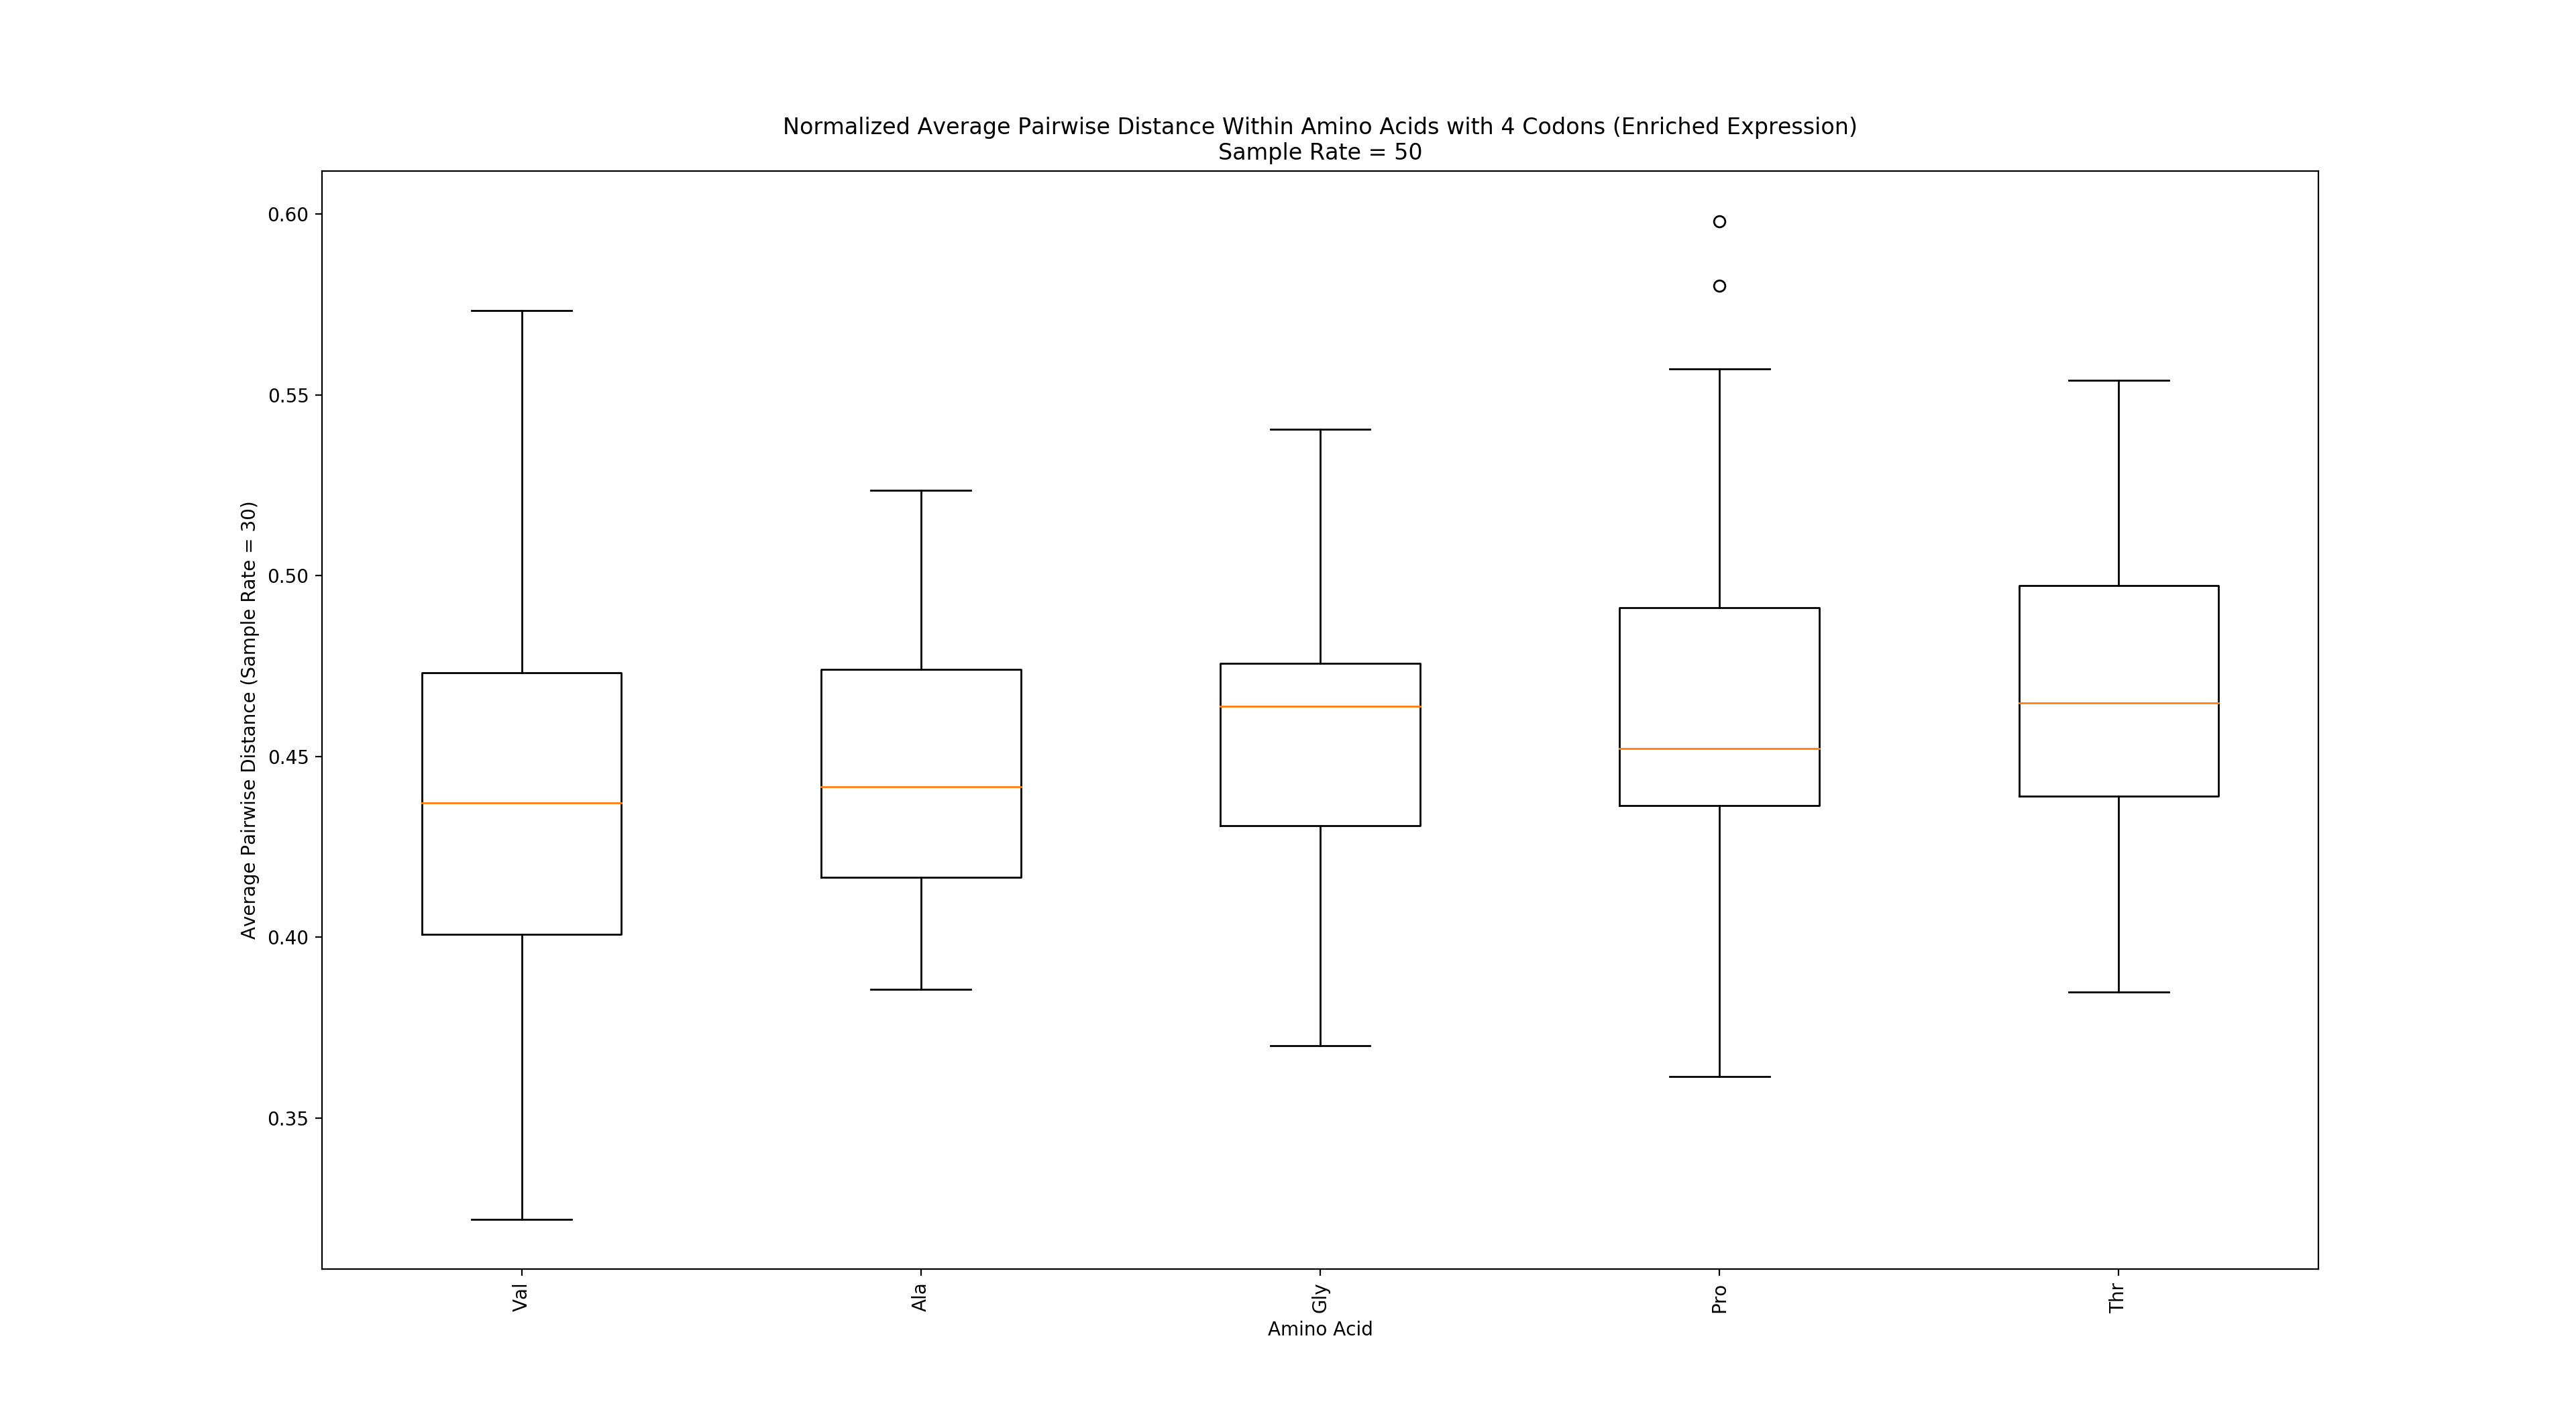 Normalized Average Pairwise Distance Within Amino Acids with 4 Codons (Enriched Expression)
Sample Rate = 50
Average Pairwise Distance (Sample Rate = 30)
0.60
0.55
0.50
0.45
0.40
0.35
Val
Ala
Gly
Pro
Thr
Amino Acid